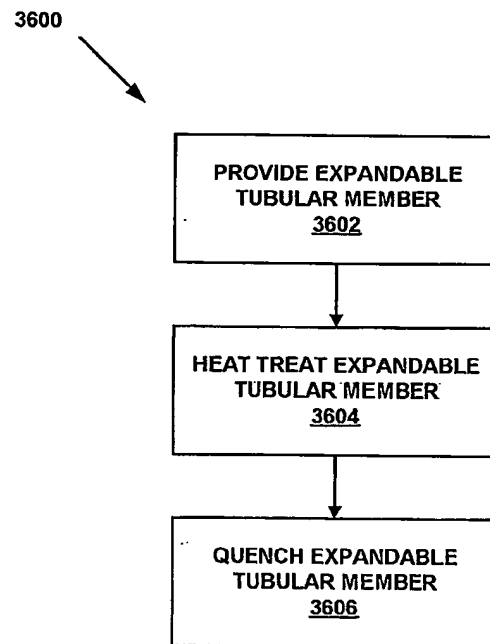 3600
PROVIDE EXPANDABLE
TUBULAR MEMBER
3602
HEAT TREAT EXPANDABLE
TUBULAR MEMBER
3604
QUENCH EXPANDABLE
TUBULAR MEMBER
3606